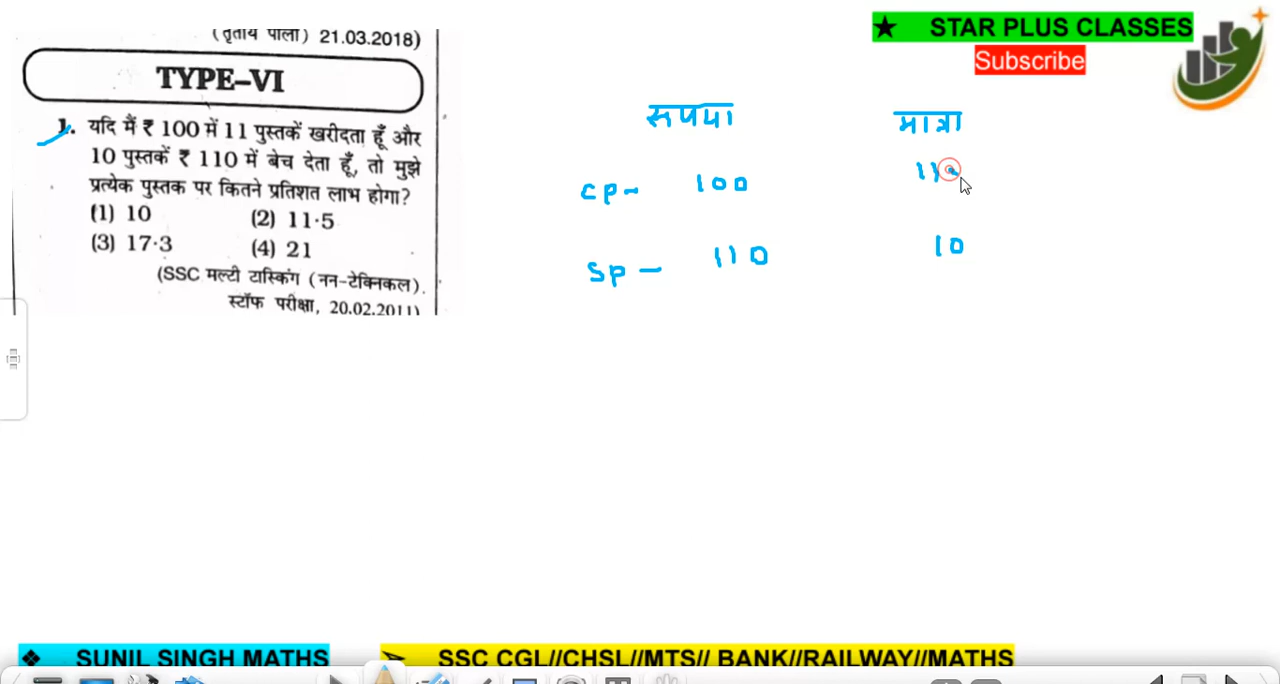 (तृतीय पाली) 21.03.2018)
TYPE–VI
1. यदि मैं ₹ 100 में 11 पुस्तकें खरीदता हूँ और
10 पुस्तकें ₹ 110 में बेच देता हूँ, तो मुझे
प्रत्येक पुस्तक पर कितने प्रतिशत लाभ होगा?
(1) 10 (2) 11·5
(3) 17·3 (4) 21
(SSC मल्टी टास्किंग (नन-टेक्निकल)
स्टॉफ परीक्षा, 20.02.2011)
★ STAR PLUS CLASSES
Subscribe
रुपया मात्रा
CP- 100 11
SP- 110 10
❖ SUNIL SINGH MATHS
➢ SSC CGL//CHSL//MTS// BANK//RAILWAY//MATHS